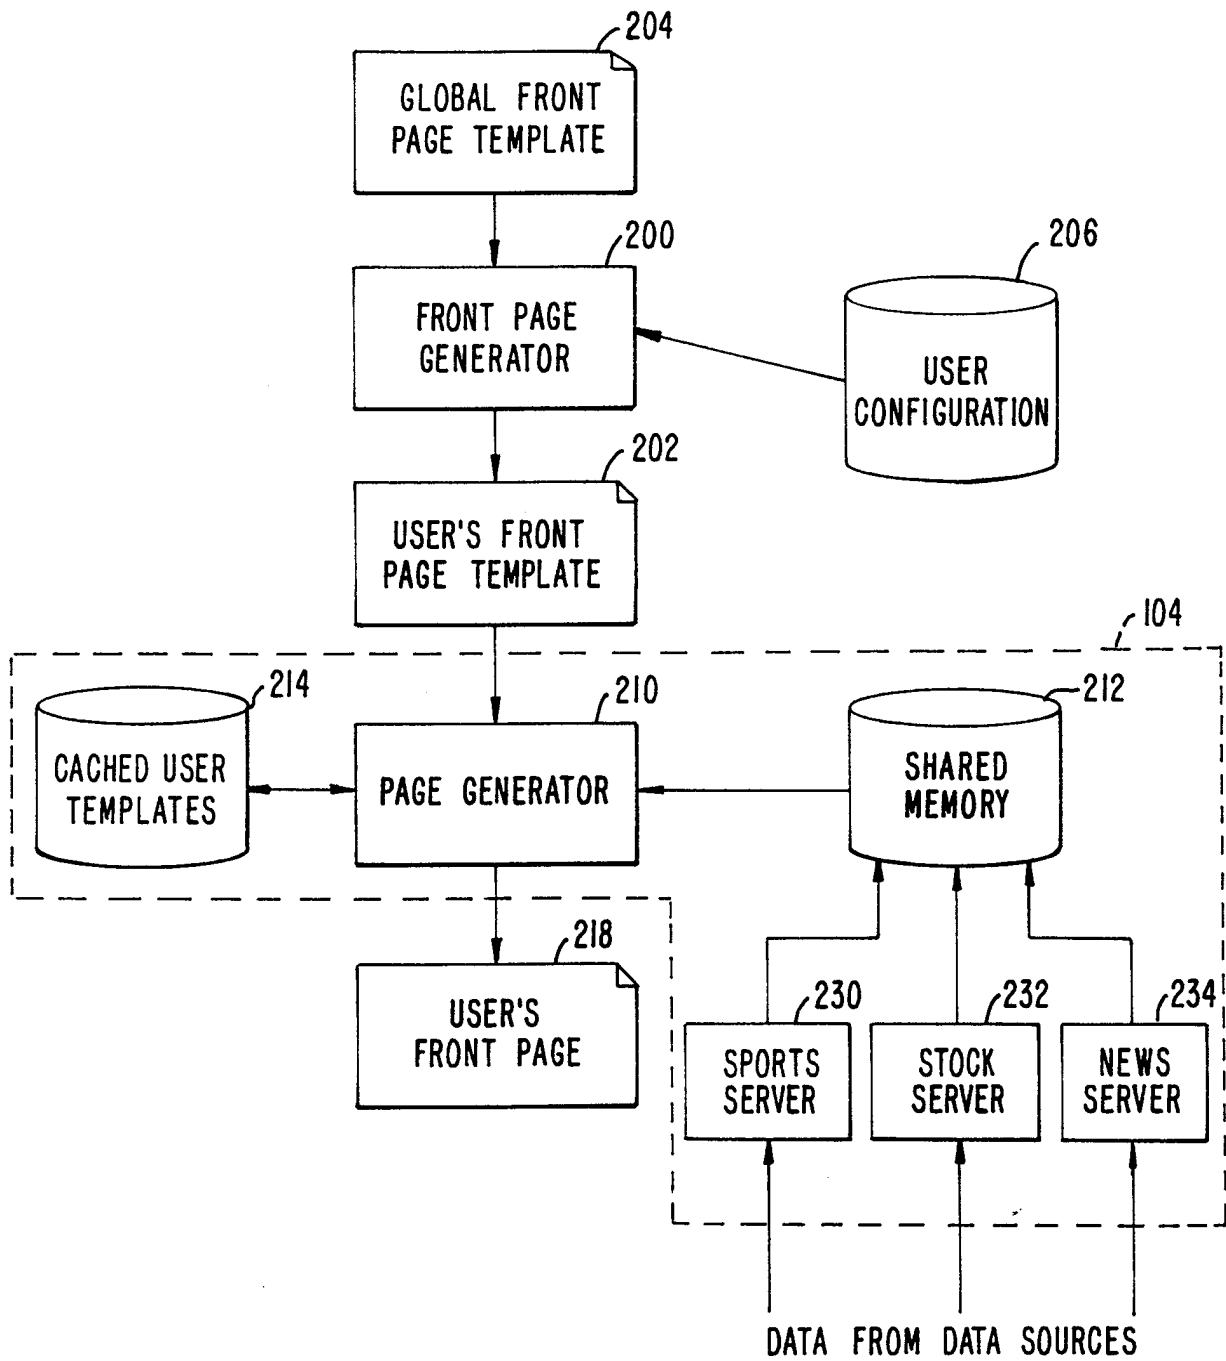 204
GLOBAL FRONT
PAGE TEMPLATE
200
FRONT PAGE
GENERATOR
206
USER
CONFIGURATION
202
USER'S FRONT
PAGE TEMPLATE
104
214
CACHED USER
TEMPLATES
210
PAGE GENERATOR
212
SHARED
MEMORY
218
USER'S
FRONT PAGE
230
SPORTS
SERVER
232
STOCK
SERVER
234
NEWS
SERVER
DATA FROM DATA SOURCES